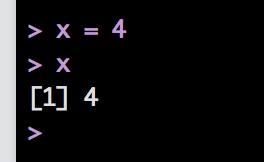 > x = 4
> x
[1] 4
>